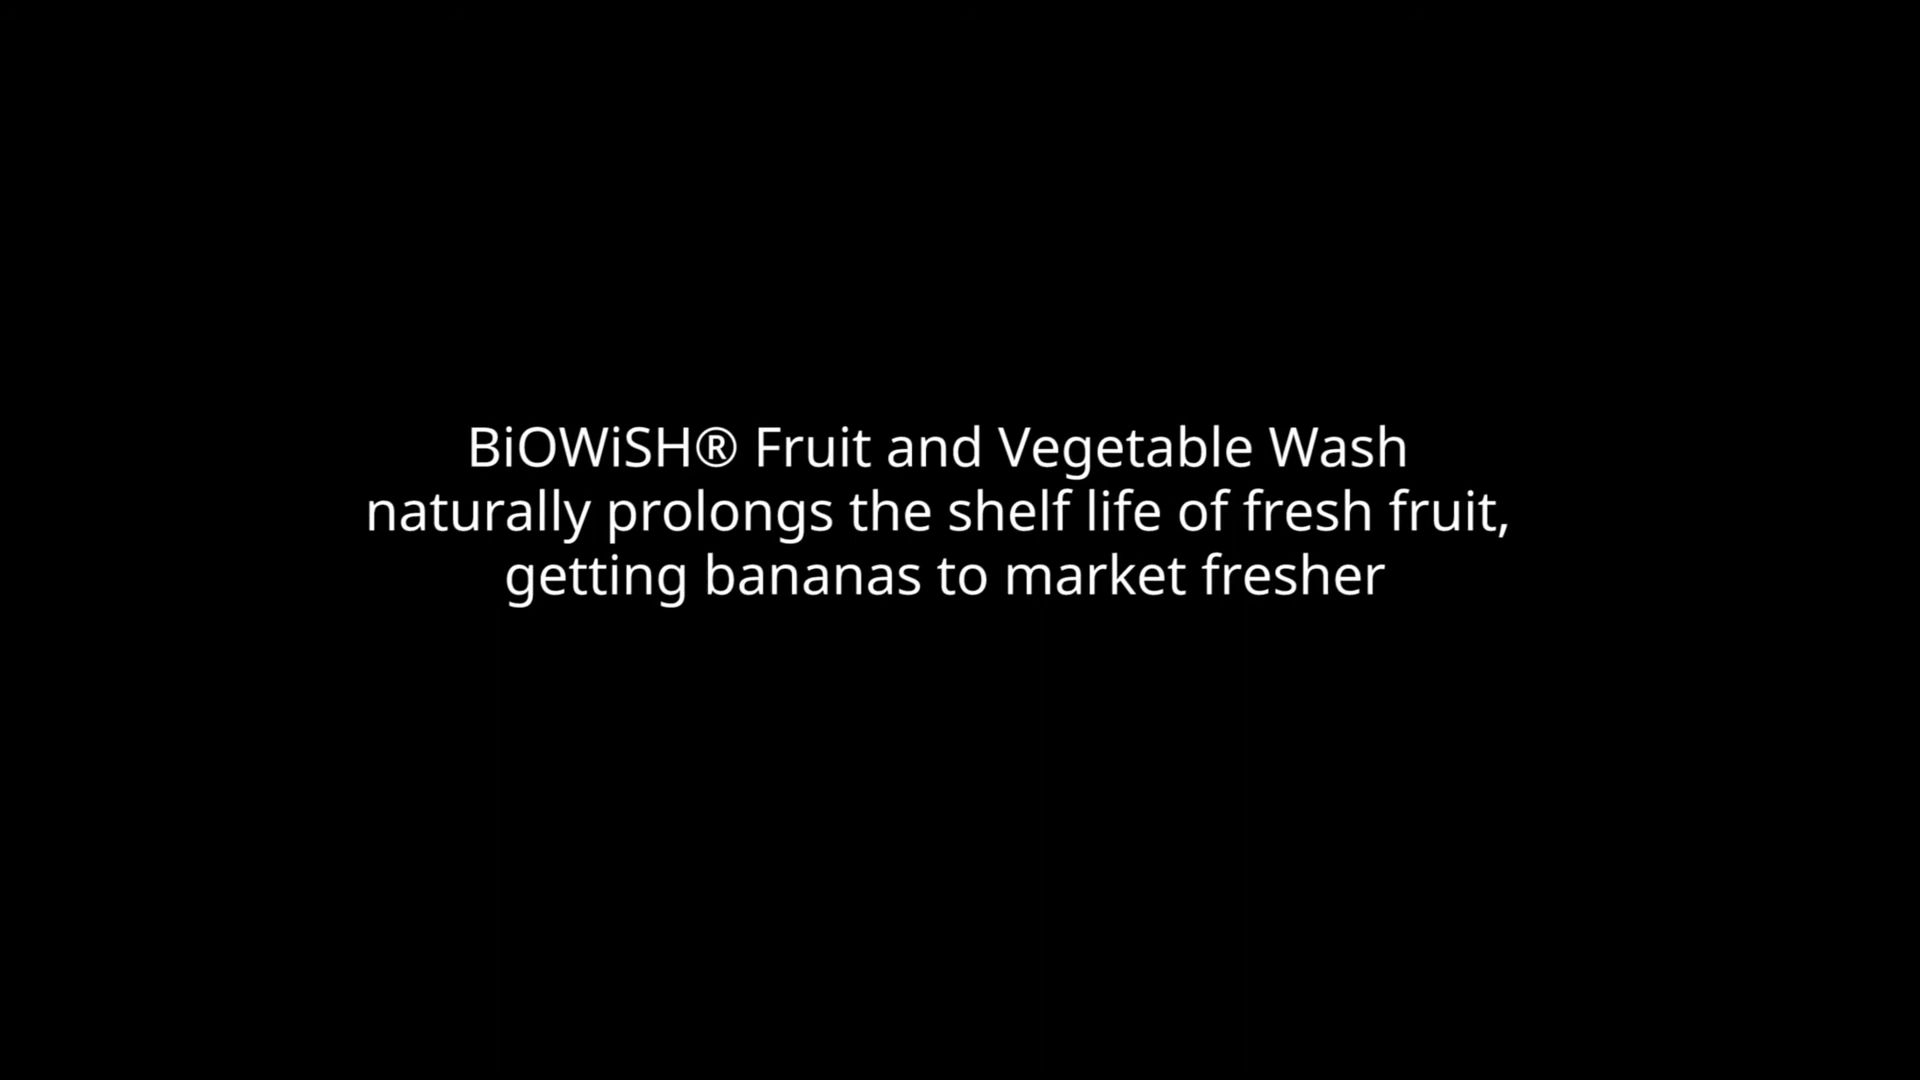 BiOWiSH® Fruit and Vegetable Wash
naturally prolongs the shelf life of fresh fruit,
getting bananas to market fresher